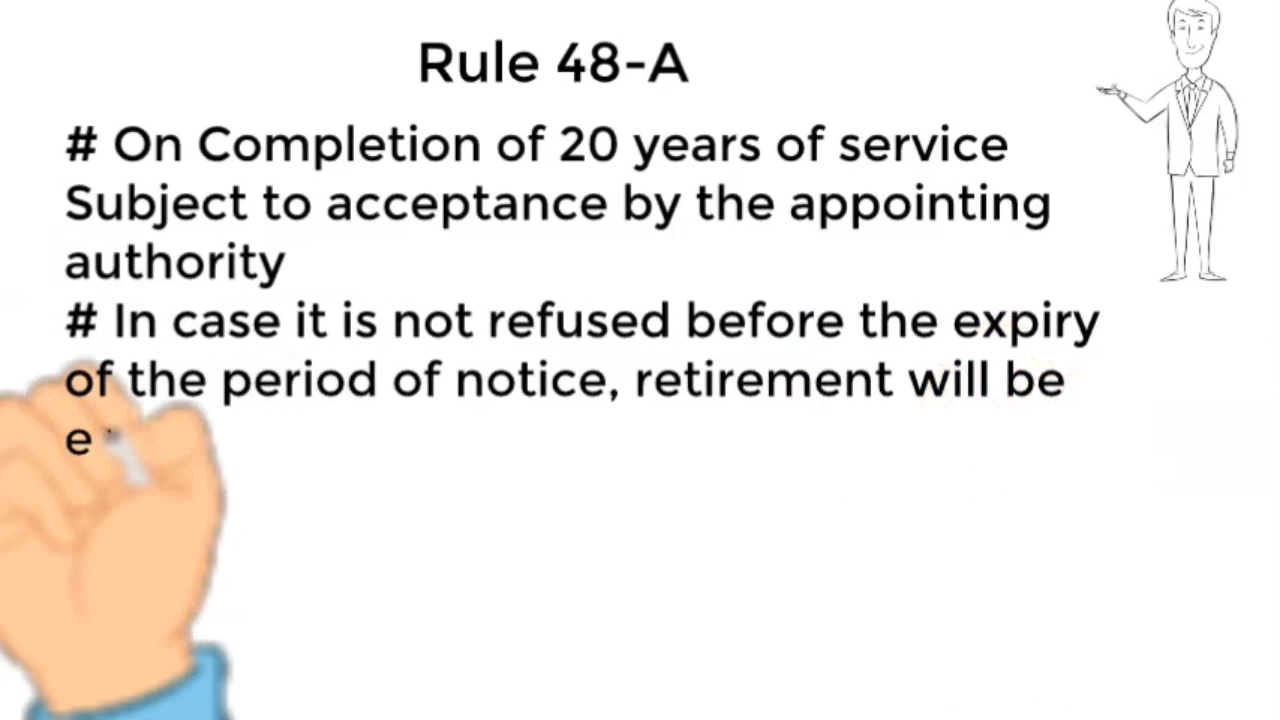 Rule 48-A
# On Completion of 20 years of service
Subject to acceptance by the appointing
authority
# In case it is not refused before the expiry
of the period of notice, retirement will be
e